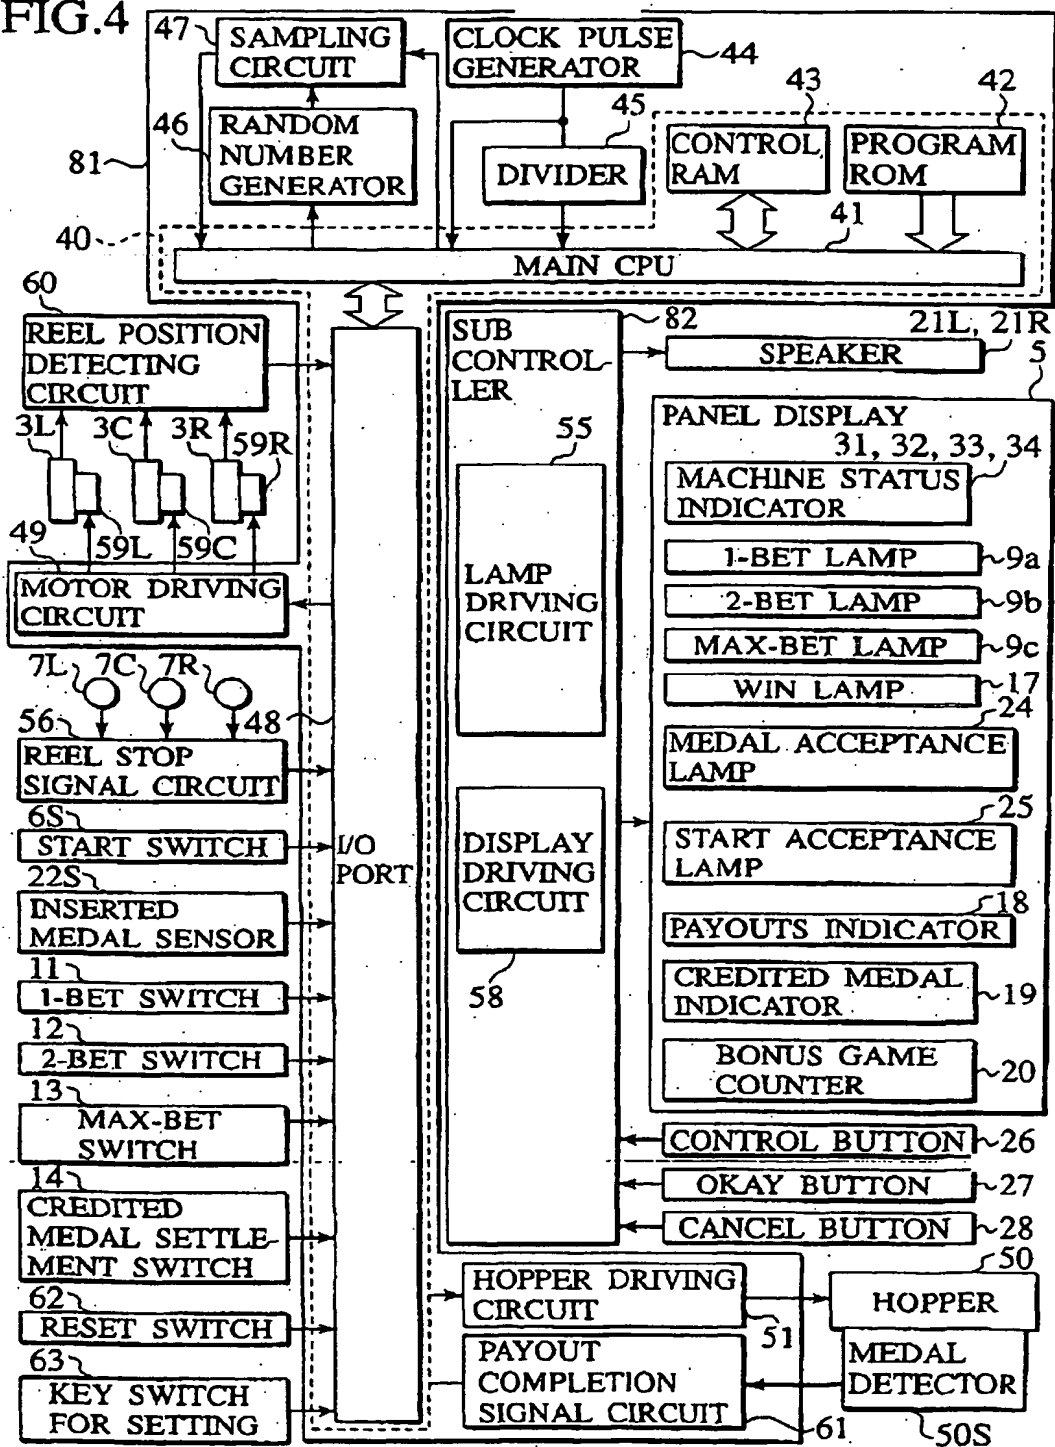 FIG.4
47
SAMPLING
CIRCUIT
CLOCK PULSE
GENERATOR
44
46
RANDOM
NUMBER
GENERATOR
45
DIVIDER
43
CONTROL
RAM
42
PROGRAM
ROM
81
40
41
MAIN CPU
60
REEL POSITION
DETECTING
CIRCUIT
3L
3C
3R
59R
59L
59C
49
MOTOR DRIVING
CIRCUIT
7L
7C
7R
48
56
REEL STOP
SIGNAL CIRCUIT
6S
START SWITCH
22S
INSERTED
MEDAL SENSOR
11
1-BET SWITCH
12
2-BET SWITCH
13
MAX-BET
SWITCH
14
CREDITED
MEDAL SETTLE-
MENT SWITCH
62
RESET SWITCH
63
KEY SWITCH
FOR SETTING
I/O
PORT
SUB
CONTROL-
LER
82
55
LAMP
DRIVING
CIRCUIT
DISPLAY
DRIVING
CIRCUIT
58
21L, 21R
SPEAKER
5
PANEL DISPLAY
31, 32, 33, 34
MACHINE STATUS
INDICATOR
1-BET LAMP
9a
2-BET LAMP
9b
MAX-BET LAMP
9c
WIN LAMP
17
24
MEDAL ACCEPTANCE
LAMP
25
START ACCEPTANCE
LAMP
18
PAYOUTS INDICATOR
CREDITED MEDAL
INDICATOR
19
BONUS GAME
COUNTER
20
CONTROL BUTTON
26
OKAY BUTTON
27
CANCEL BUTTON
28
HOPPER DRIVING
CIRCUIT
51
50
HOPPER
PAYOUT
COMPLETION
SIGNAL CIRCUIT
61
MEDAL
DETECTOR
50S